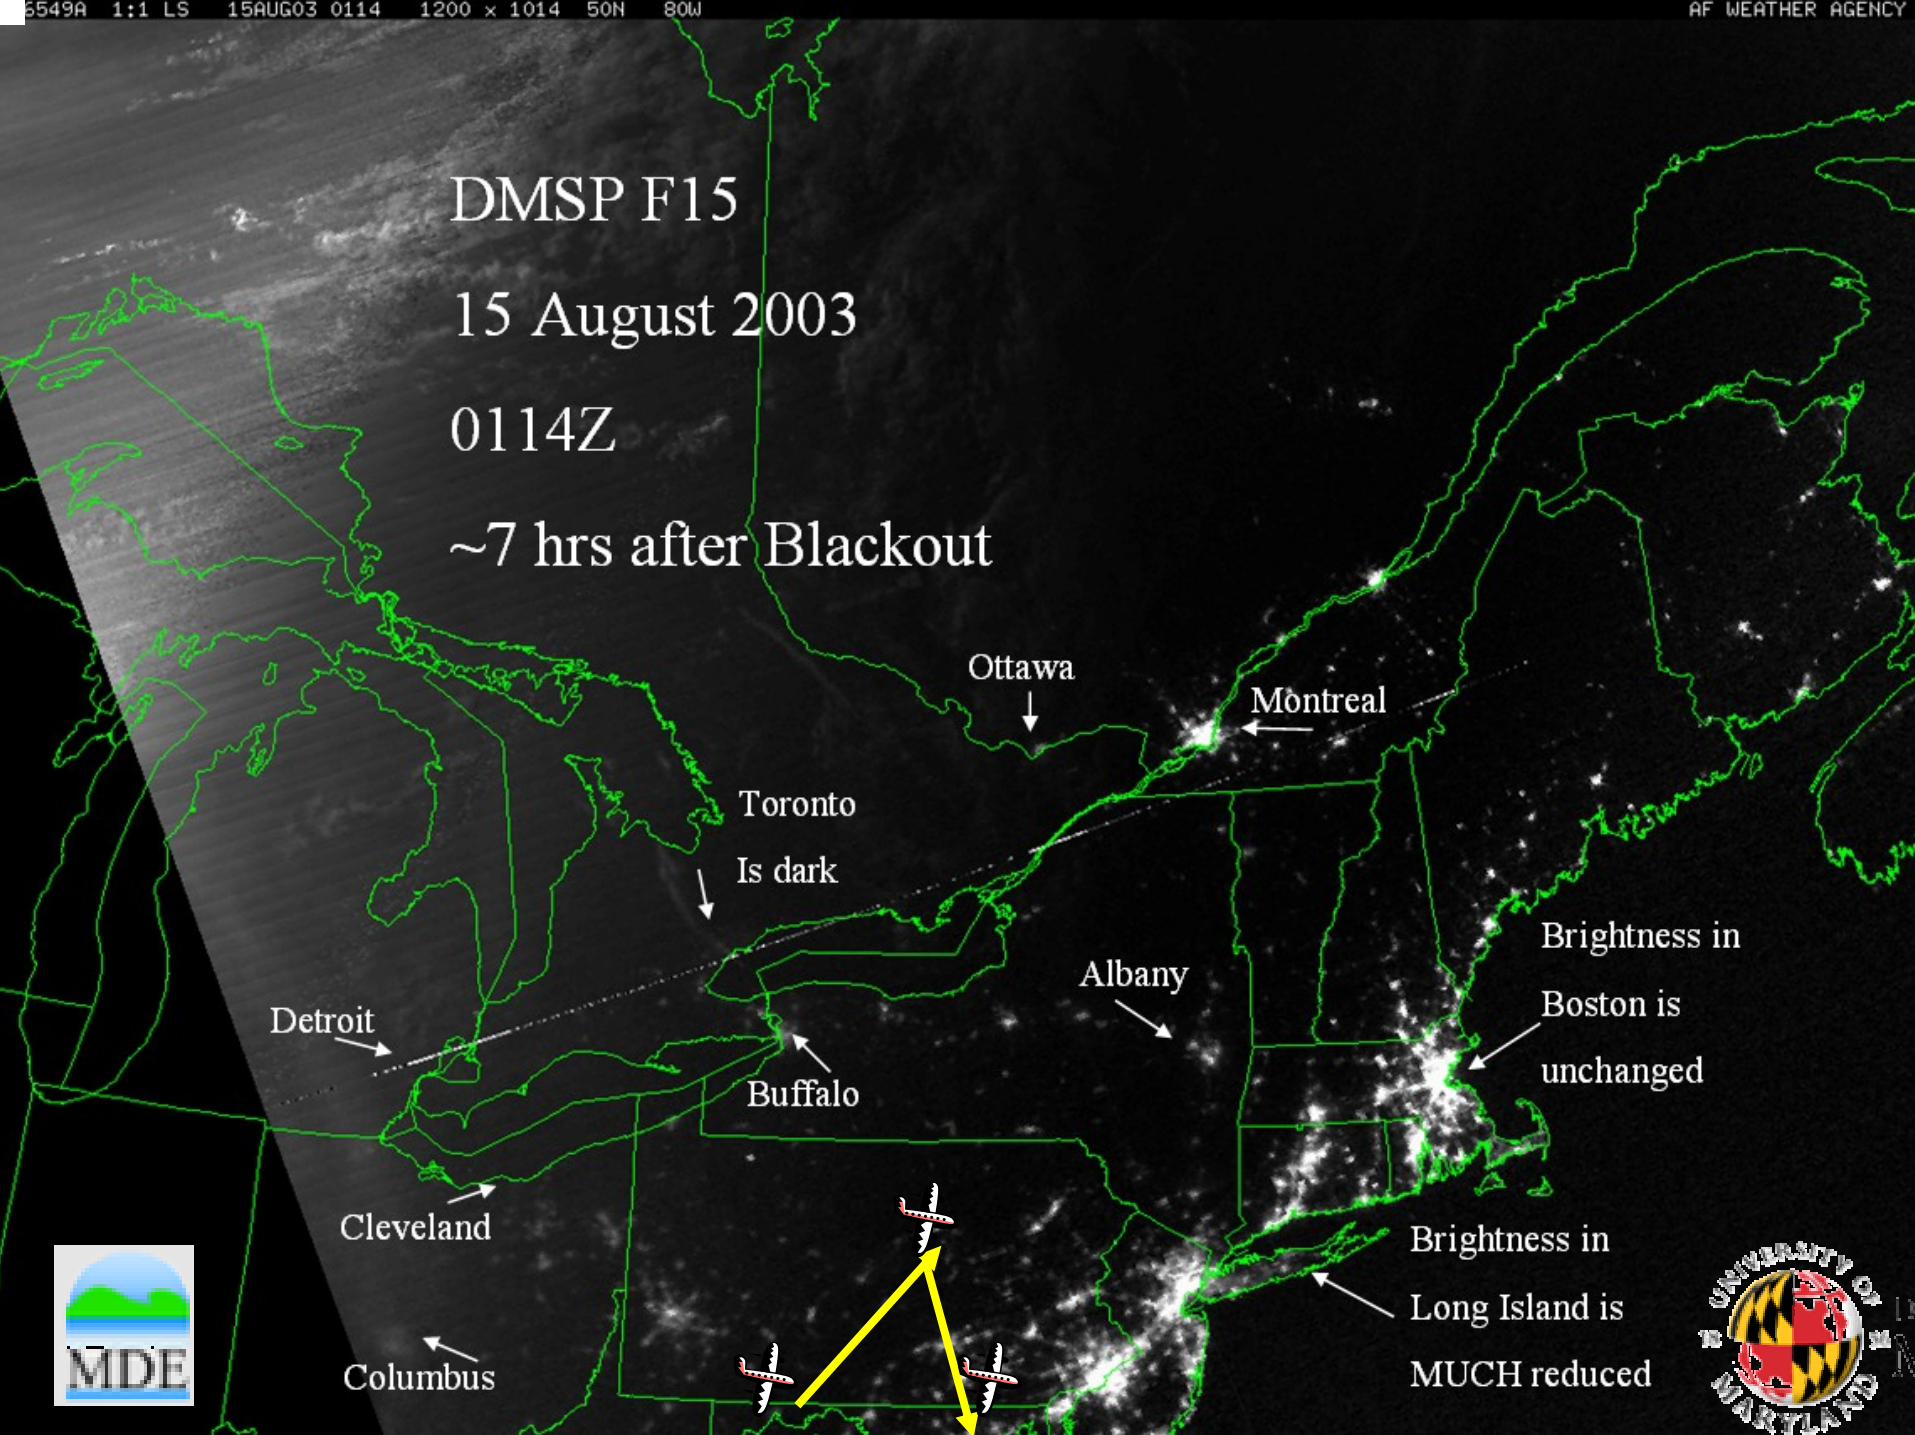 6549A 1:1 LS 15AUG03 0114 1200 x 1014 50N 80W AF WEATHER AGENCY
DMSP F15
15 August 2003
0114Z
~7 hrs after Blackout
Ottawa
Montreal
Toronto
Is dark
Brightness in
Boston is
unchanged
Albany
Detroit
Buffalo
Cleveland
Brightness in
Long Island is
MUCH reduced
Columbus
MDE
UNIVERSITY OF
18 56
MARYLAND